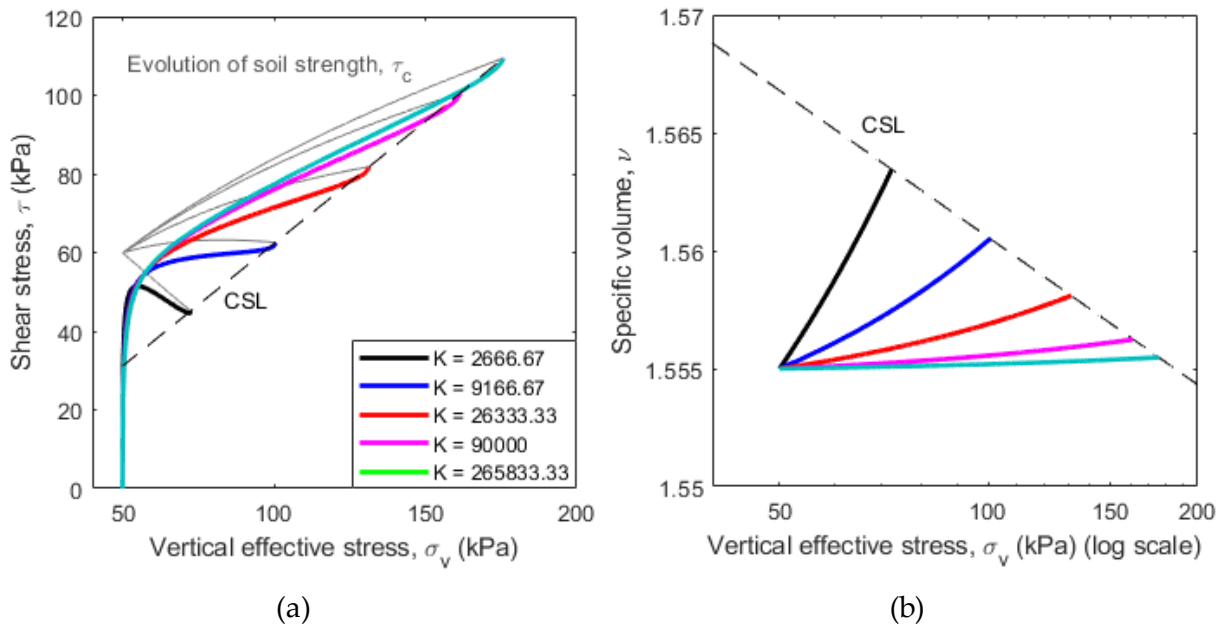 120
100
80
60
40
20
0
Shear stress, τ (kPa)
Evolution of soil strength, τc
CSL
K = 2666.67
K = 9166.67
K = 26333.33
K = 90000
K = 265833.33
50
100
150
200
Vertical effective stress, σv (kPa)
(a)
1.57
1.565
1.56
1.555
1.55
Specific volume, ν
CSL
50
100
150
200
Vertical effective stress, σv (kPa) (log scale)
(b)